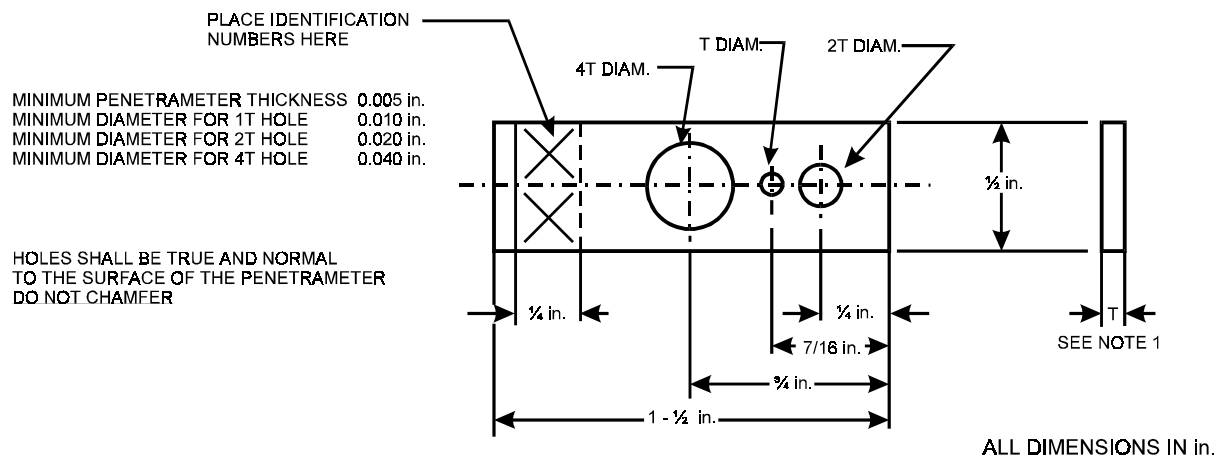 PLACE IDENTIFICATION
NUMBERS HERE
T DIAM.
2T DIAM.
4T DIAM.
MINIMUM PENETRAMETER THICKNESS 0.005 in.
MINIMUM DIAMETER FOR 1T HOLE 0.010 in.
MINIMUM DIAMETER FOR 2T HOLE 0.020 in.
MINIMUM DIAMETER FOR 4T HOLE 0.040 in.
½ in.
HOLES SHALL BE TRUE AND NORMAL
TO THE SURFACE OF THE PENETRAMETER
DO NOT CHAMFER
¼ in.
¼ in.
T
7/16 in.
SEE NOTE 1
¾ in.
1 - ½ in.
ALL DIMENSIONS IN in.